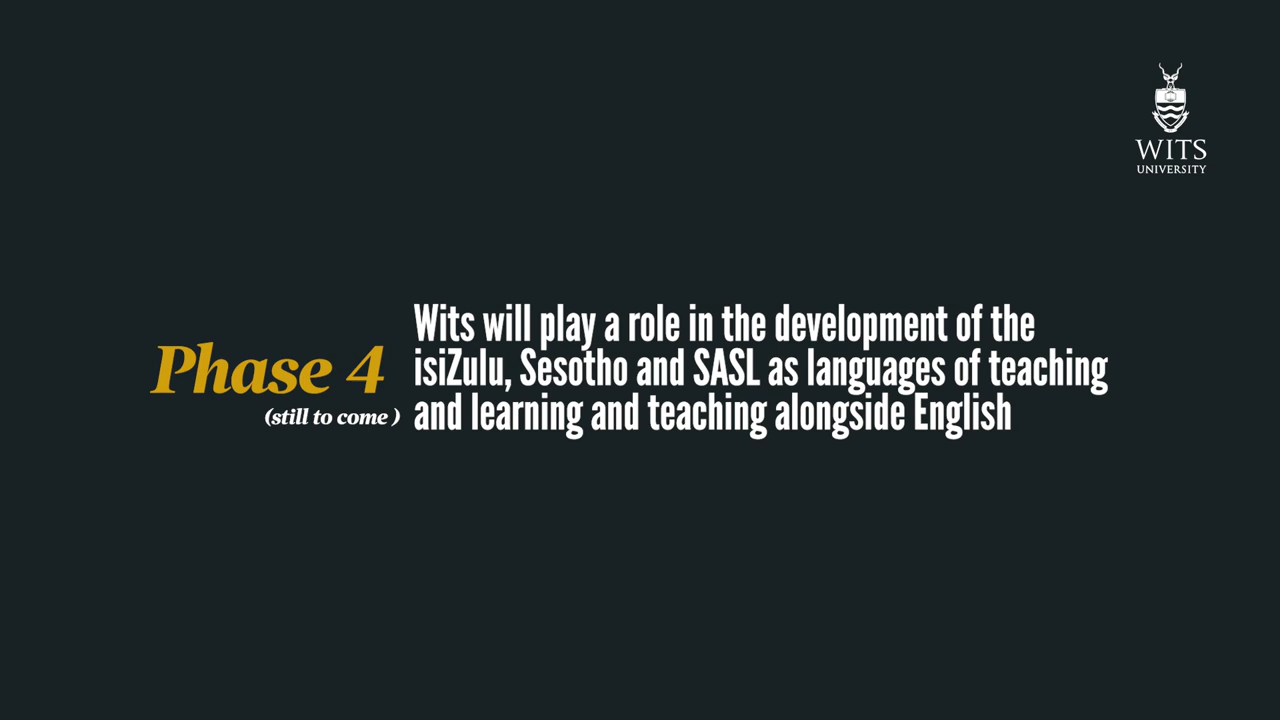 WITS
UNIVERSITY
Phase 4
(still to come )
Wits will play a role in the development of the
isiZulu, Sesotho and SASL as languages of teaching
and learning and teaching alongside English